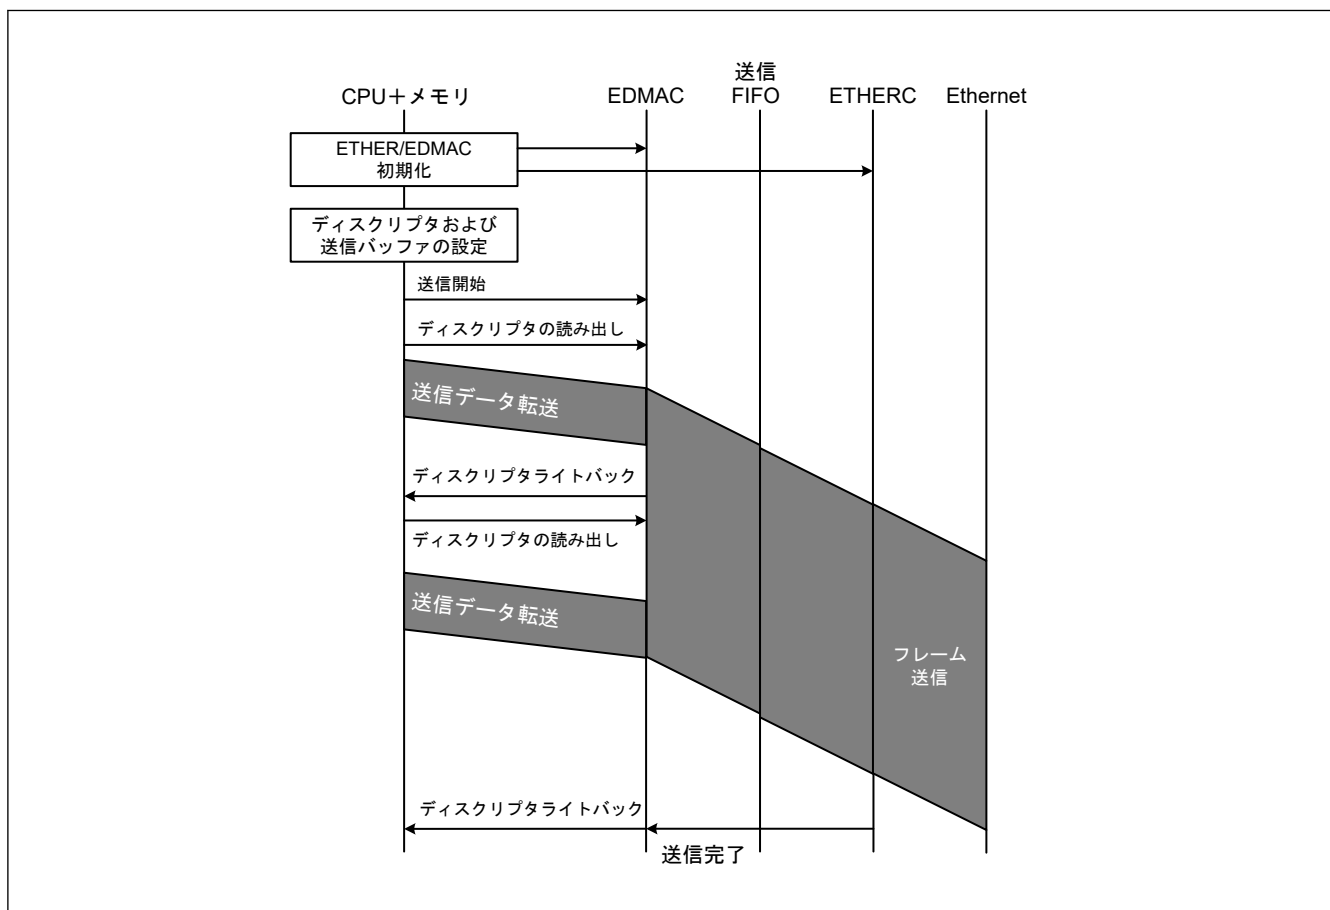 送信
CPU+メモリ
EDMAC
FIFO
ETHERC
Ethernet
ETHER/EDMAC
初期化
ディスクリプタおよび
送信バッファの設定
送信開始
ディスクリプタの読み出し
送信データ転送
ディスクリプタライトバック
ディスクリプタの読み出し
送信データ転送
フレーム
送信
ディスクリプタライトバック
送信完了